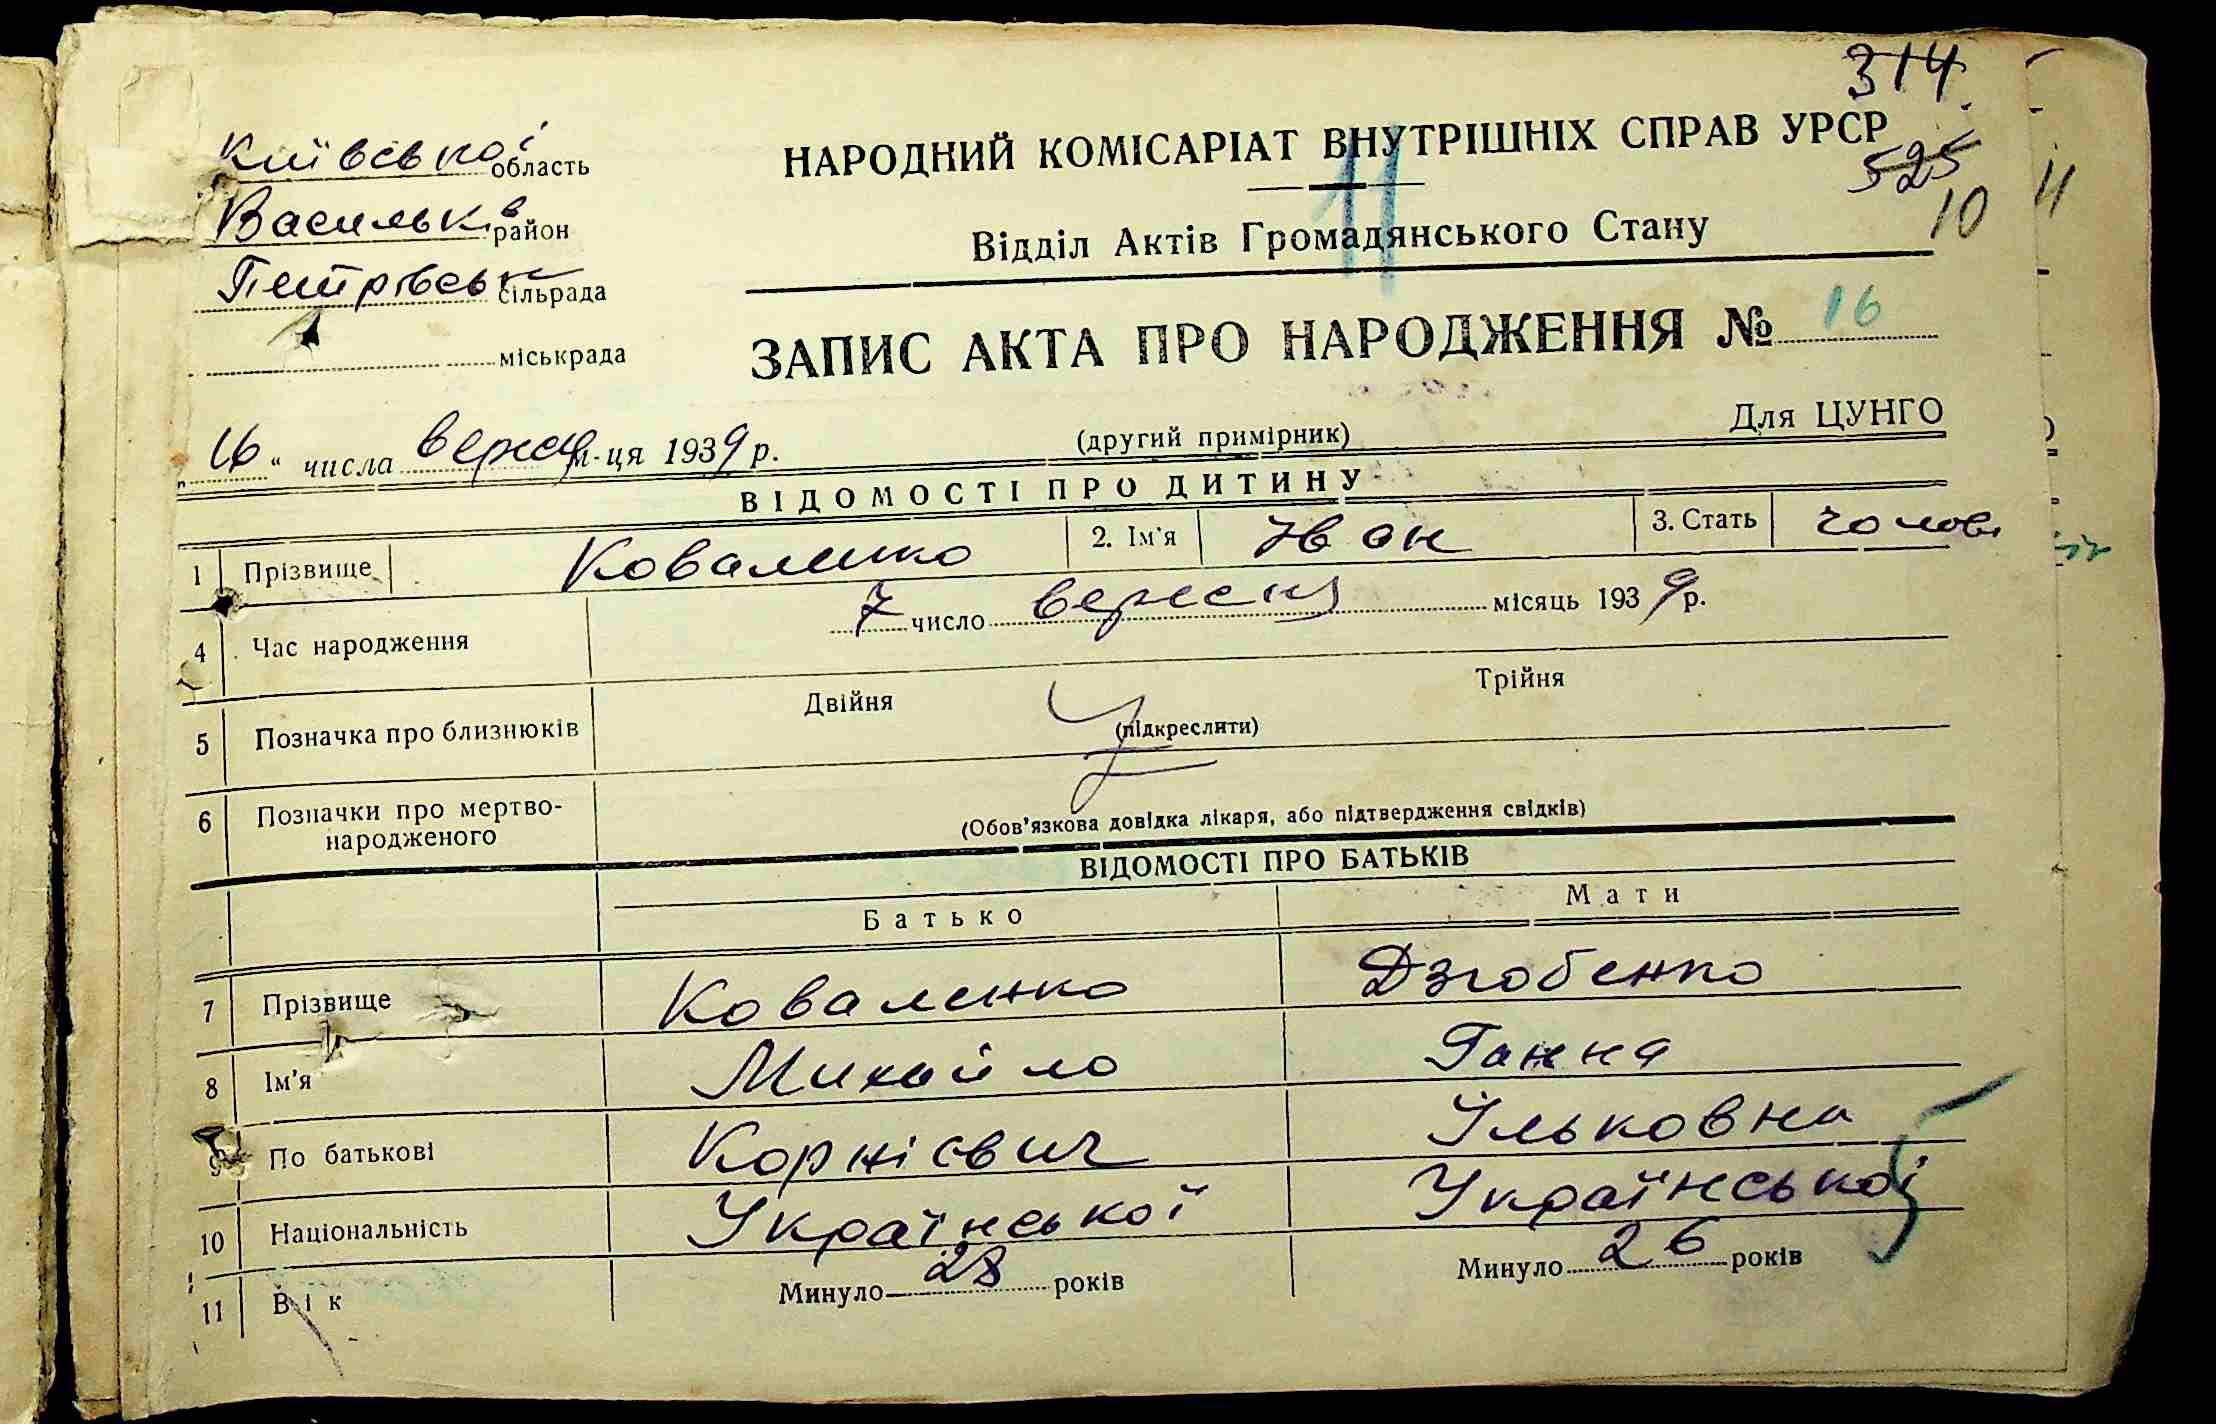 314.
Київської область
НАРОДНИЙ КОМІСАРІАТ ВНУТРІШНІХ СПРАВ УРСР
525
Васильків район
11
10
11
Відділ Актів Громадянського Стану
Петрівськ сільрада
міськрада
ЗАПИС АКТА ПРО НАРОДЖЕННЯ № 16
„16“ числа вересня м-ця 1939 р.
(другий примірник)
Для ЦУНГО
ВІДОМОСТІ ПРО ДИТИНУ
1 Прізвище Коваленко 2. Ім'я Іван 3. Стать чолов.
4 Час народження 7 число вересня місяць 1939 р.
5 Позначка про близнюків Двійня (підкреслити) Трійня
6 Позначки про мертво-
народженого
(Обов'язкова довідка лікаря, або підтвердження свідків)
ВІДОМОСТІ ПРО БАТЬКІВ
Батько Мати
7 Прізвище Коваленко Дзюбенко
8 Ім'я Михайло Ганна
9 По батькові Корнієвич Ільковна
10 Національність Української Української
11 Вік Минуло 28 років Минуло 26 років